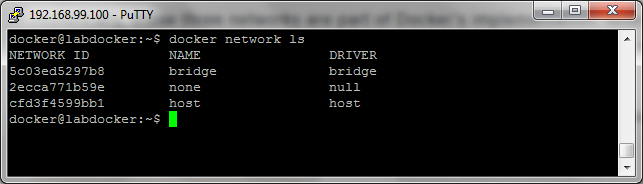 192.168.99.100 - PuTTY
docker@labdocker:~$ docker network ls
NETWORK ID NAME DRIVER
5c03ed5297b8 bridge bridge
2ecca771b59e none null
cfd3f4599bb1 host host
docker@labdocker:~$